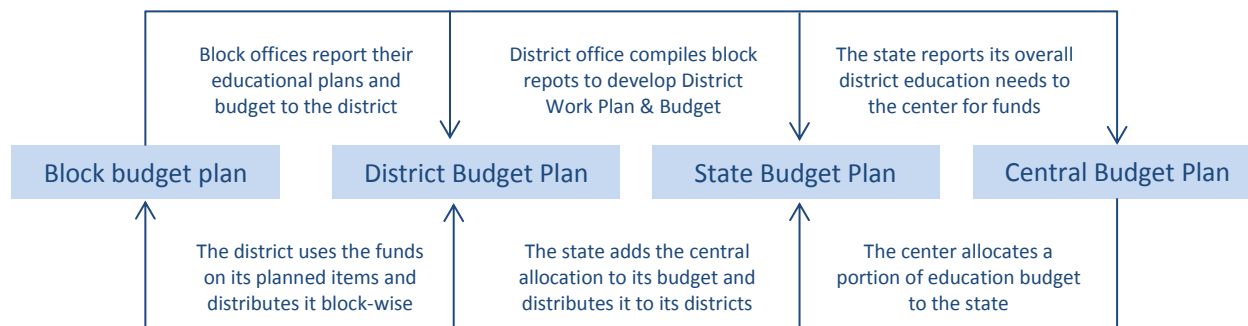 Block offices report their
educational plans and
budget to the district
District office compiles block
repots to develop District
Work Plan & Budget
The state reports its overall
district education needs to
the center for funds
Block budget plan
District Budget Plan
State Budget Plan
Central Budget Plan
The district uses the funds
on its planned items and
distributes it block-wise
The state adds the central
allocation to its budget and
distributes it to its districts
The center allocates a
portion of education budget
to the state